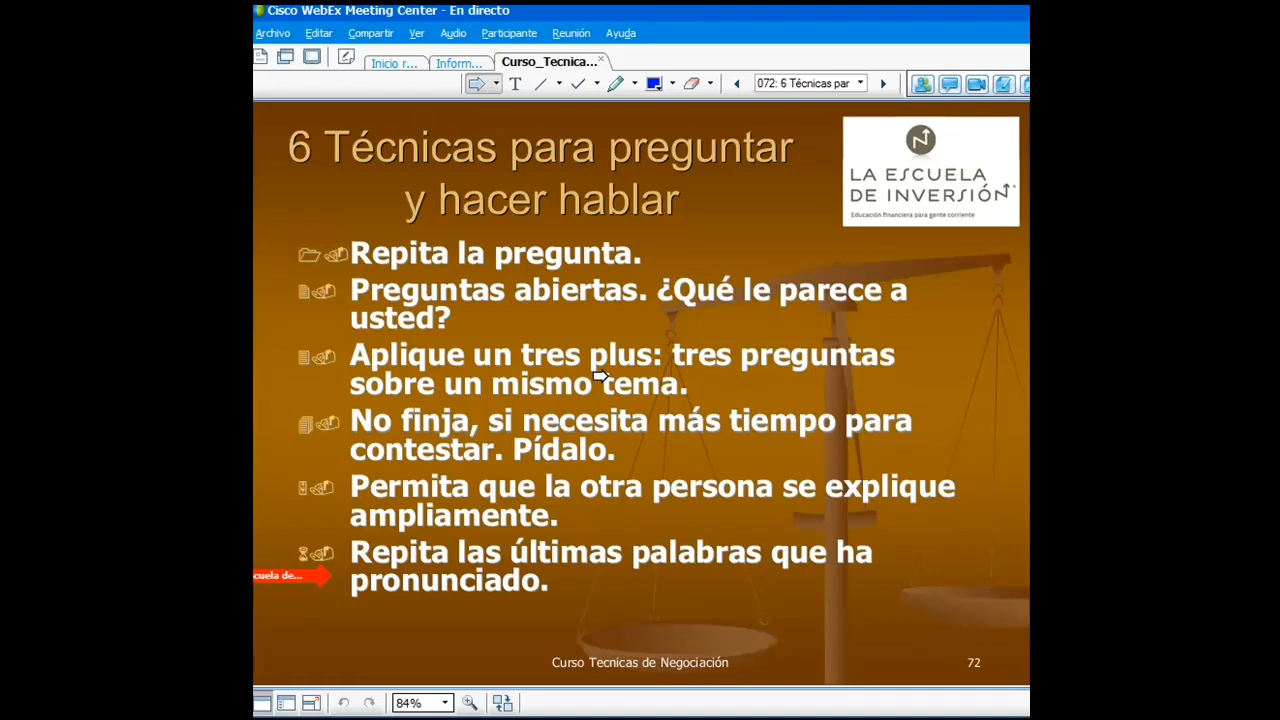 Cisco WebEx Meeting Center - En directo
Archivo Editar Compartir Ver Audio Participante Reunión Ayuda
Inicio r... Inform... Curso_Tecnica...
072: 6 Técnicas par
6 Técnicas para preguntar
y hacer hablar
LA ESCUELA
DE INVERSIÓN
Educación financiera para gente corriente
Repita la pregunta.
Preguntas abiertas. ¿Qué le parece a
usted?
Aplique un tres plus: tres preguntas
sobre un mismo tema.
No finja, si necesita más tiempo para
contestar. Pídalo.
Permita que la otra persona se explique
ampliamente.
Repita las últimas palabras que ha
cuela de...
pronunciado.
Curso Tecnicas de Negociación
72
84%